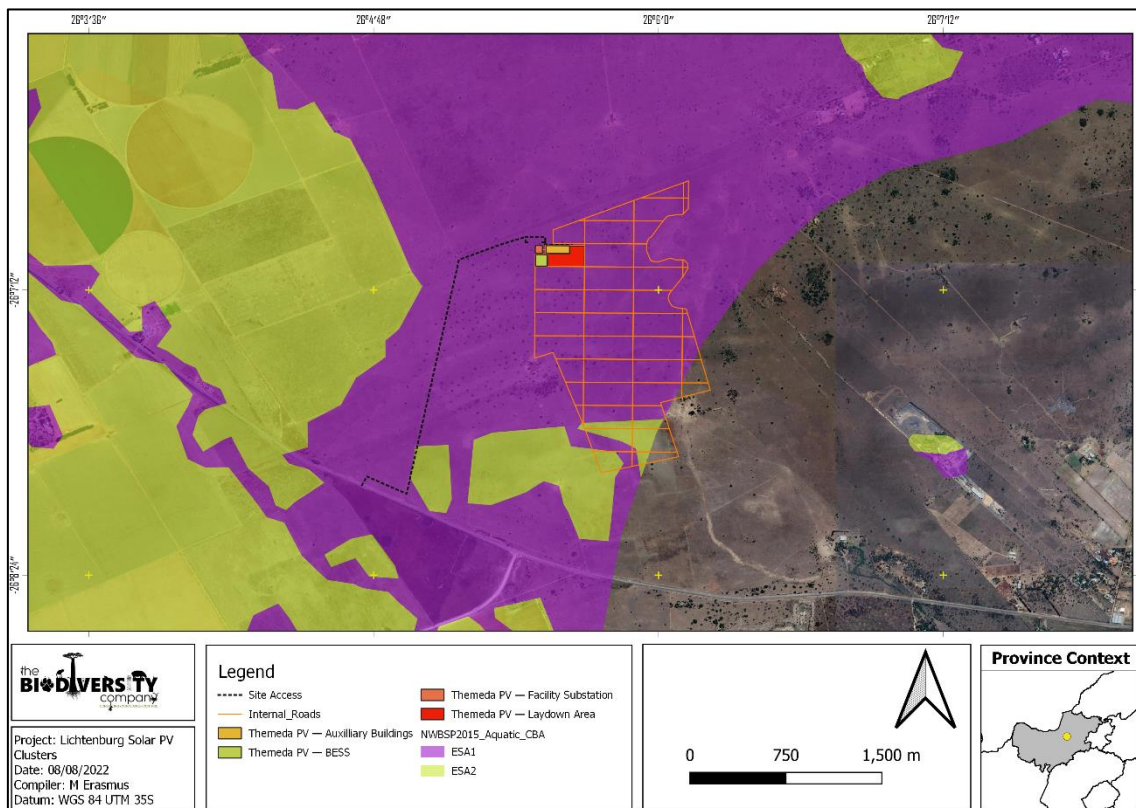 26°3′36″ 26°4′48″ 26°6′0″ 26°7′12″
-26°7′12″
-26°8′24″
the
BIODIVERSITY
company
Project: Lichtenburg Solar PV
Clusters
Date: 08/08/2022
Compiler: M Erasmus
Datum: WGS 84 UTM 35S
Legend
Site Access
Internal_Roads
Themeda PV — Auxilliary Buildings
Themeda PV — BESS
Themeda PV — Facility Substation
Themeda PV — Laydown Area
NWBSP2015_Aquatic_CBA
ESA1
ESA2
0 750 1,500 m
Province Context